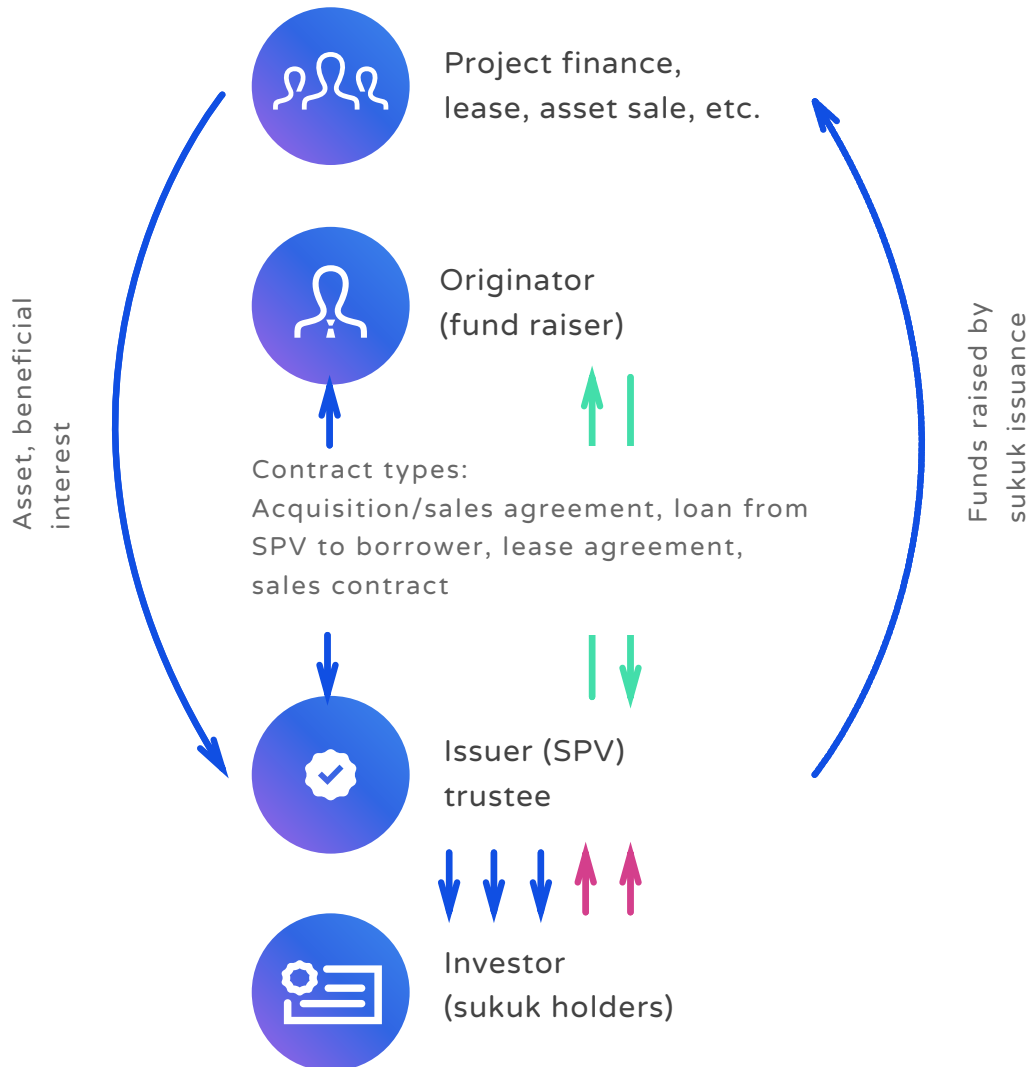 Project finance,
lease, asset sale, etc.
Originator
(fund raiser)
Asset, beneficial
interest
Funds raised by
sukuk issuance
Contract types:
Acquisition/sales agreement, loan from
SPV to borrower, lease agreement,
sales contract
Issuer (SPV)
trustee
Investor
(sukuk holders)